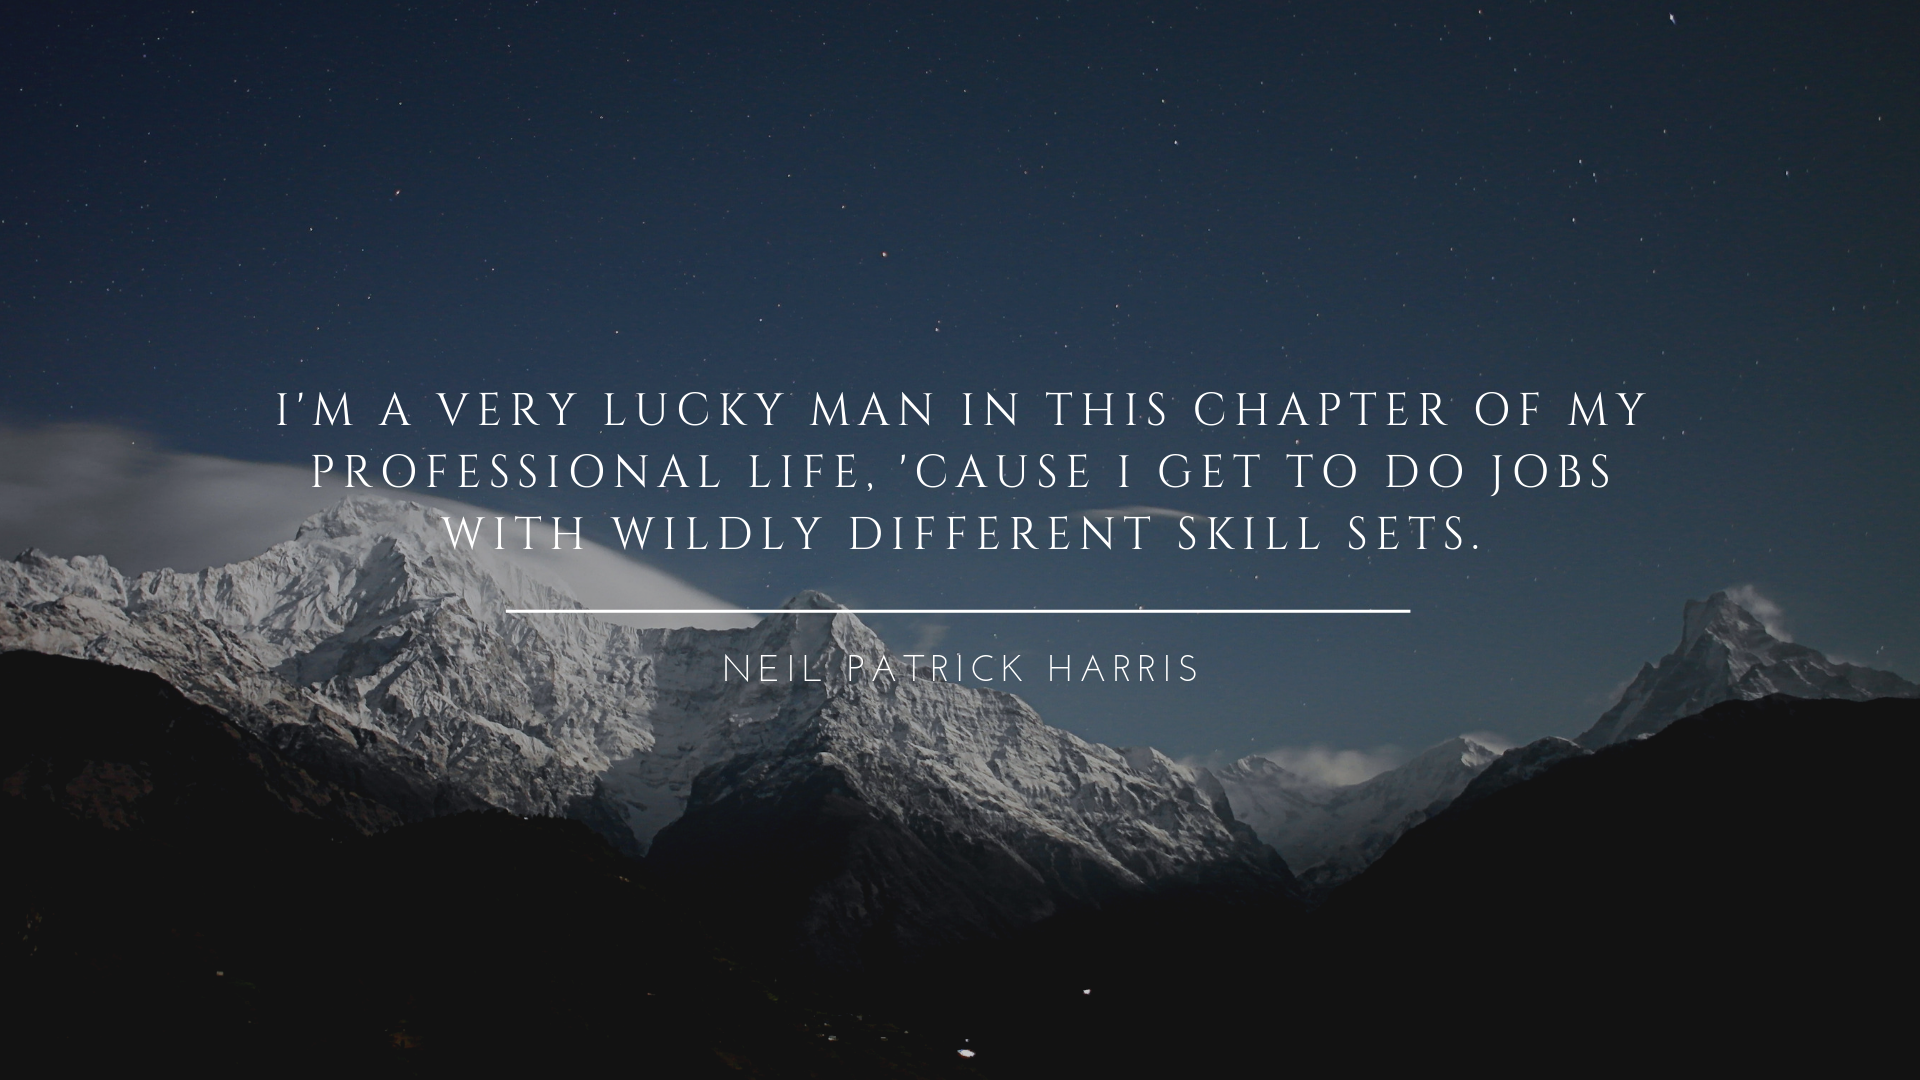 I'M A VERY LUCKY MAN IN THIS CHAPTER OF MY
PROFESSIONAL LIFE, 'CAUSE I GET TO DO JOBS
WITH WILDLY DIFFERENT SKILL SETS.
NEIL PATRICK HARRIS